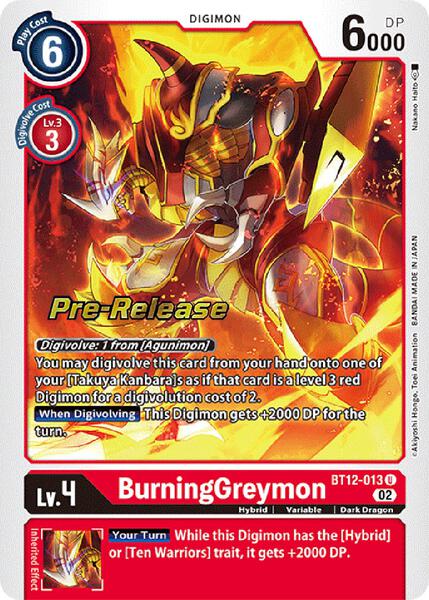 DIGIMON
Play Cost
6
DP
6000
Digivolve Cost
Lv.3
3
Nakano Haito
©Akiyoshi Hongo, Toei Animation BANDAI MADE IN JAPAN
Pre-Release
Digivolve: 1 from [Agunimon]
You may digivolve this card from your hand onto one of
your [Takuya Kanbara]s as if that card is a level 3 red
Digimon for a digivolution cost of 2.
When Digivolving This Digimon gets +2000 DP for the
turn.
Lv.4
BurningGreymon
BT12-013 U
02
Hybrid | Variable | Dark Dragon
Inherited Effect
Your Turn While this Digimon has the [Hybrid]
or [Ten Warriors] trait, it gets +2000 DP.